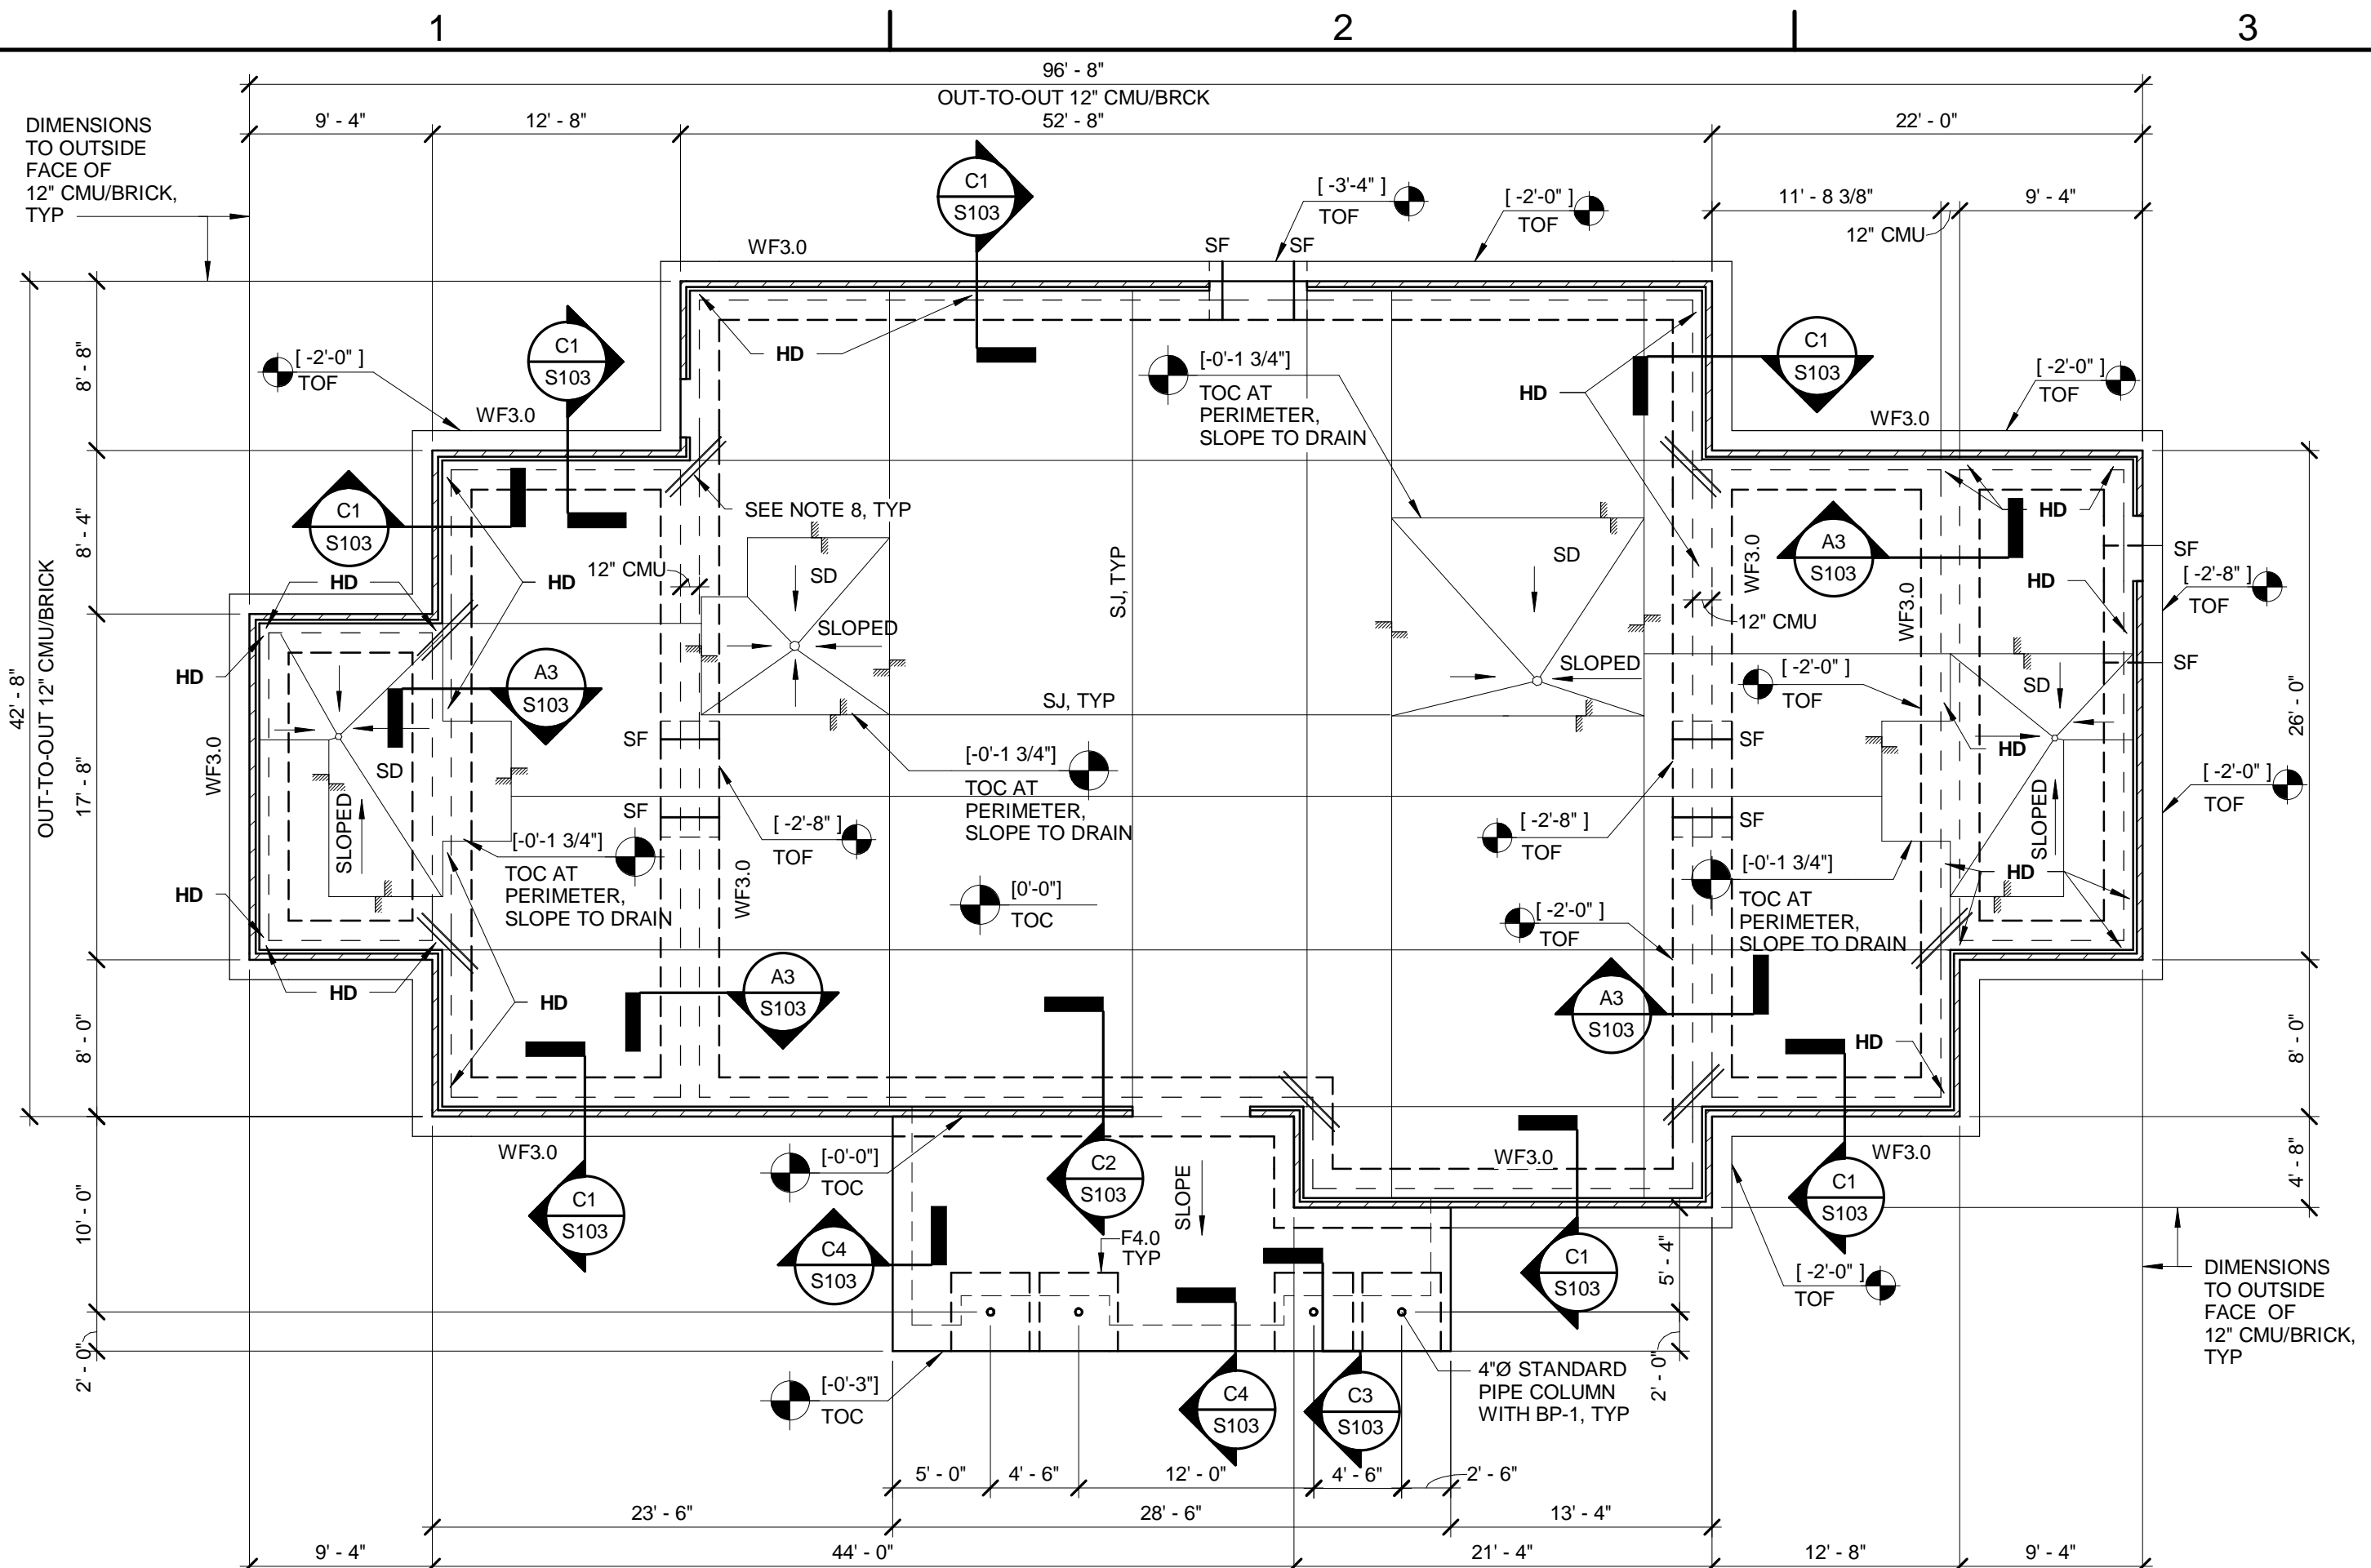 1
2
3
96' - 8"
OUT-TO-OUT 12" CMU/BRCK
9' - 4"
12' - 8"
52' - 8"
22' - 0"
DIMENSIONS
TO OUTSIDE
FACE OF
12" CMU/BRICK,
TYP
C1
S103
[ -3'-4" ]
TOF
[ -2'-0" ]
TOF
11' - 8 3/8"
9' - 4"
12" CMU
WF3.0
SF
SF
C1
S103
[ -2'-0" ]
TOF
8' - 8"
HD
[-0'-1 3/4"]
TOC AT
PERIMETER,
SLOPE TO DRAIN
HD
C1
S103
[ -2'-0" ]
TOF
WF3.0
WF3.0
C1
S103
SEE NOTE 8, TYP
8' - 4"
HD
HD
12" CMU
SD
SLOPED
SJ, TYP
SD
SLOPED
WF3.0
12" CMU
A3
S103
HD
SF
HD
[ -2'-8" ]
TOF
WF3.0
SF
HD
42' - 8"
OUT-TO-OUT 12" CMU/BRICK
17' - 8"
WF3.0
A3
S103
SD
SLOPED
SJ, TYP
SF
SF
[-0'-1 3/4"]
TOC AT
PERIMETER,
SLOPE TO DRAIN
[ -2'-8" ]
TOF
[-0'-1 3/4"]
TOC AT
PERIMETER,
SLOPE TO DRAIN
WF3.0
[0'-0"]
TOC
SF
SF
[ -2'-8" ]
TOF
[ -2'-0" ]
TOF
HD
SD
SLOPED
26' - 0"
[ -2'-0" ]
TOF
[-0'-1 3/4"]
TOC AT
PERIMETER,
SLOPE TO DRAIN
HD
[ -2'-0" ]
TOF
HD
HD
HD
A3
S103
A3
S103
HD
8' - 0"
8' - 0"
WF3.0
C1
S103
[-0'-0"]
TOC
C2
S103
SLOPE
WF3.0
C1
S103
WF3.0
C1
S103
4' - 8"
10' - 0"
C4
S103
F4.0
TYP
5' - 4"
[ -2'-0" ]
TOF
DIMENSIONS
TO OUTSIDE
FACE OF
12" CMU/BRICK,
TYP
2' - 0"
[-0'-3"]
TOC
C4
S103
C3
S103
4"Ø STANDARD
PIPE COLUMN
WITH BP-1, TYP
2' - 0"
5' - 0"
4' - 6"
12' - 0"
4' - 6"
2' - 6"
23' - 6"
28' - 6"
13' - 4"
9' - 4"
44' - 0"
21' - 4"
12' - 8"
9' - 4"